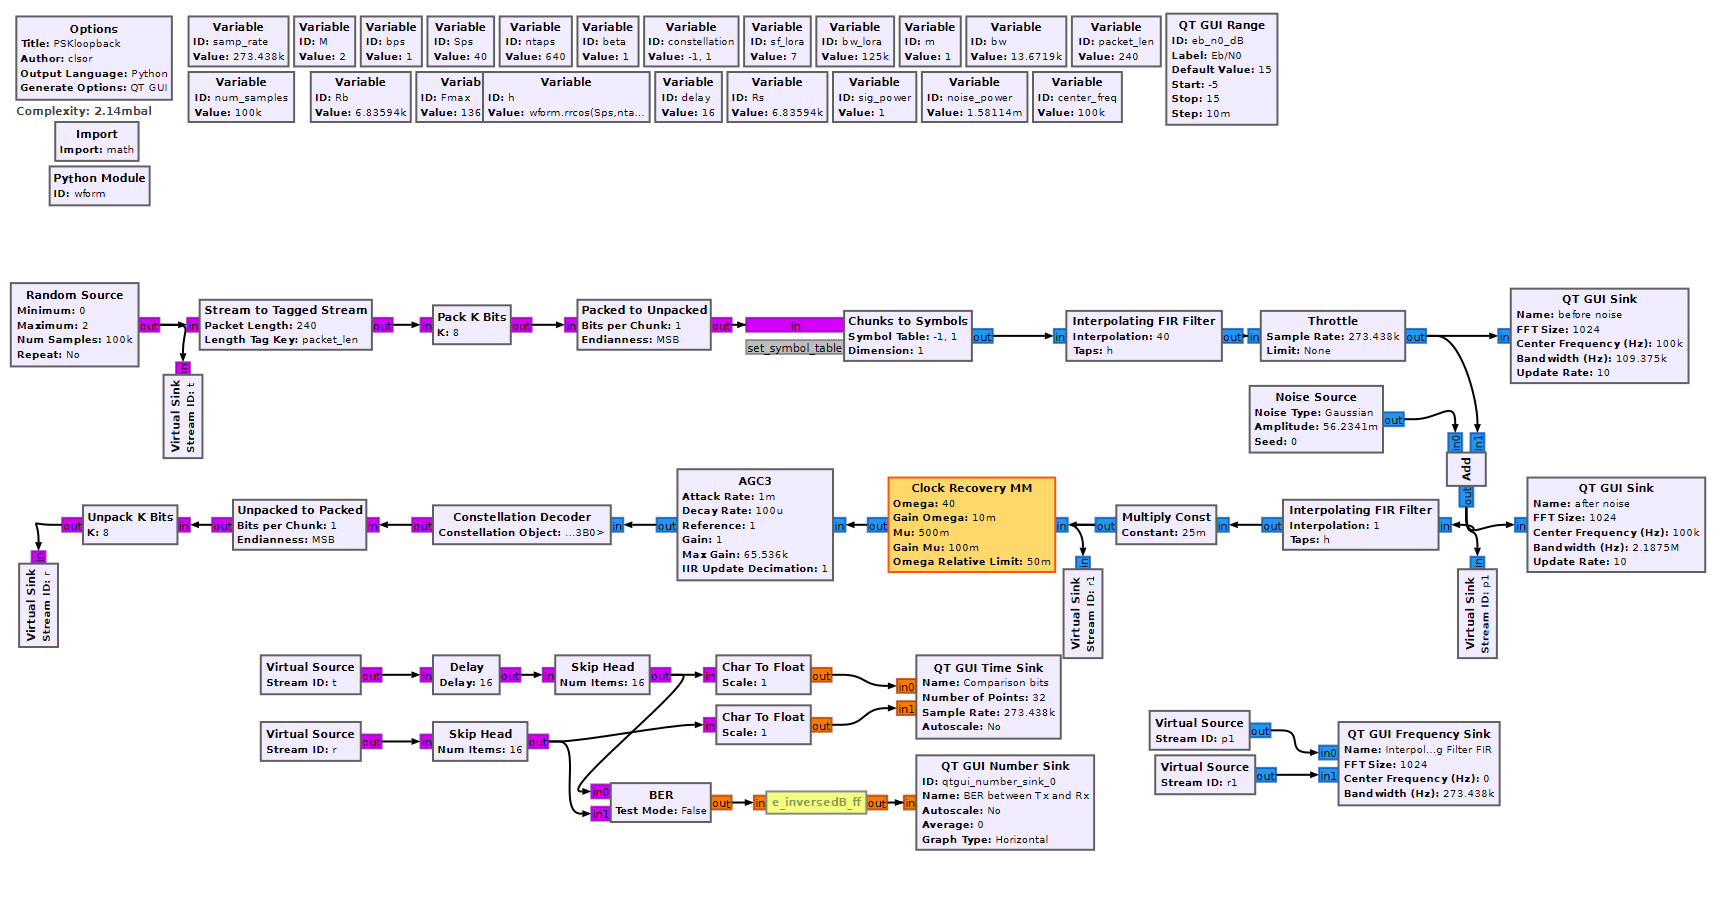 Options
Title: PSKloopback
Author: clsor
Output Language: Python
Generate Options: QT GUI
Variable
ID: samp_rate
Value: 273.438k
Variable
ID: M
Value: 2
Variable
ID: bps
Value: 1
Variable
ID: Sps
Value: 40
Variable
ID: ntaps
Value: 640
Variable
ID: beta
Value: 1
Variable
ID: constellation
Value: -1, 1
Variable
ID: sf_lora
Value: 7
Variable
ID: bw_lora
Value: 125k
Variable
ID: m
Value: 1
Variable
ID: bw
Value: 13.6719k
Variable
ID: packet_len
Value: 240
QT GUI Range
ID: eb_n0_dB
Label: Eb/N0
Default Value: 15
Start: -5
Stop: 15
Step: 10m
Variable
ID: num_samples
Value: 100k
Variable
ID: Rb
Value: 6.83594k
Variab
ID: Fmax
Value: 136
Variable
ID: h
Value: wform.rrcos(Sps,nta...
Variable
ID: delay
Value: 16
Variable
ID: Rs
Value: 6.83594k
Variable
ID: sig_power
Value: 1
Variable
ID: noise_power
Value: 1.58114m
Variable
ID: center_freq
Value: 100k
Complexity: 2.14mbal
Import
Import: math
Python Module
ID: wform
Random Source
Minimum: 0
Maximum: 2
Num Samples: 100k
Repeat: No
out
in
Stream to Tagged Stream
Packet Length: 240
Length Tag Key: packet_len
out
in
Pack K Bits
K: 8
out
in
Packed to Unpacked
Bits per Chunk: 1
Endianness: MSB
out
in
set_symbol_table
Chunks to Symbols
Symbol Table: -1, 1
Dimension: 1
out
in
Interpolating FIR Filter
Interpolation: 40
Taps: h
out
in
Throttle
Sample Rate: 273.438k
Limit: None
out
in
QT GUI Sink
Name: before noise
FFT Size: 1024
Center Frequency (Hz): 100k
Bandwidth (Hz): 109.375k
Update Rate: 10
in
Virtual Sink
Stream ID: t
Noise Source
Noise Type: Gaussian
Amplitude: 56.2341m
Seed: 0
out
in0
in1
Add
out
in
QT GUI Sink
Name: after noise
FFT Size: 1024
Center Frequency (Hz): 100k
Bandwidth (Hz): 2.1875M
Update Rate: 10
in
Virtual Sink
Stream ID: p1
in
Interpolating FIR Filter
Interpolation: 1
Taps: h
out
in
Multiply Const
Constant: 25m
out
in
Virtual Sink
Stream ID: r1
in
Clock Recovery MM
Omega: 40
Gain Omega: 10m
Mu: 500m
Gain Mu: 100m
Omega Relative Limit: 50m
out
in
AGC3
Attack Rate: 1m
Decay Rate: 100u
Reference: 1
Gain: 1
Max Gain: 65.536k
IIR Update Decimation: 1
out
in
Constellation Decoder
Constellation Object: ...3B0>
out
in
Unpacked to Packed
Bits per Chunk: 1
Endianness: MSB
out
in
Unpack K Bits
K: 8
out
in
Virtual Sink
Stream ID: r
Virtual Source
Stream ID: t
out
in
Delay
Delay: 16
out
in
Skip Head
Num Items: 16
out
in
Char To Float
Scale: 1
out
in0
in1
QT GUI Time Sink
Name: Comparison bits
Number of Points: 32
Sample Rate: 273.438k
Autoscale: No
Virtual Source
Stream ID: r
out
in
Skip Head
Num Items: 16
out
in
Char To Float
Scale: 1
out
in0
in1
BER
Test Mode: False
out
in
e_inversedB_ff
out
in
QT GUI Number Sink
ID: qtgui_number_sink_0
Name: BER between Tx and Rx
Autoscale: No
Average: 0
Graph Type: Horizontal
Virtual Source
Stream ID: p1
out
Virtual Source
Stream ID: r1
out
in0
in1
QT GUI Frequency Sink
Name: Interpol...g Filter FIR
FFT Size: 1024
Center Frequency (Hz): 0
Bandwidth (Hz): 273.438k